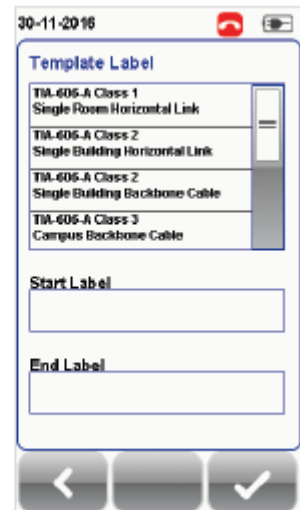 30-11-2016
Template Label
TIA-606-A Class 1
Single Room Horizontal Link
TIA-606-A Class 2
Single Building Horizontal Link
TIA-606-A Class 2
Single Building Backbone Cable
TIA-606-A Class 3
Campus Backbone Cable
Start Label
End Label